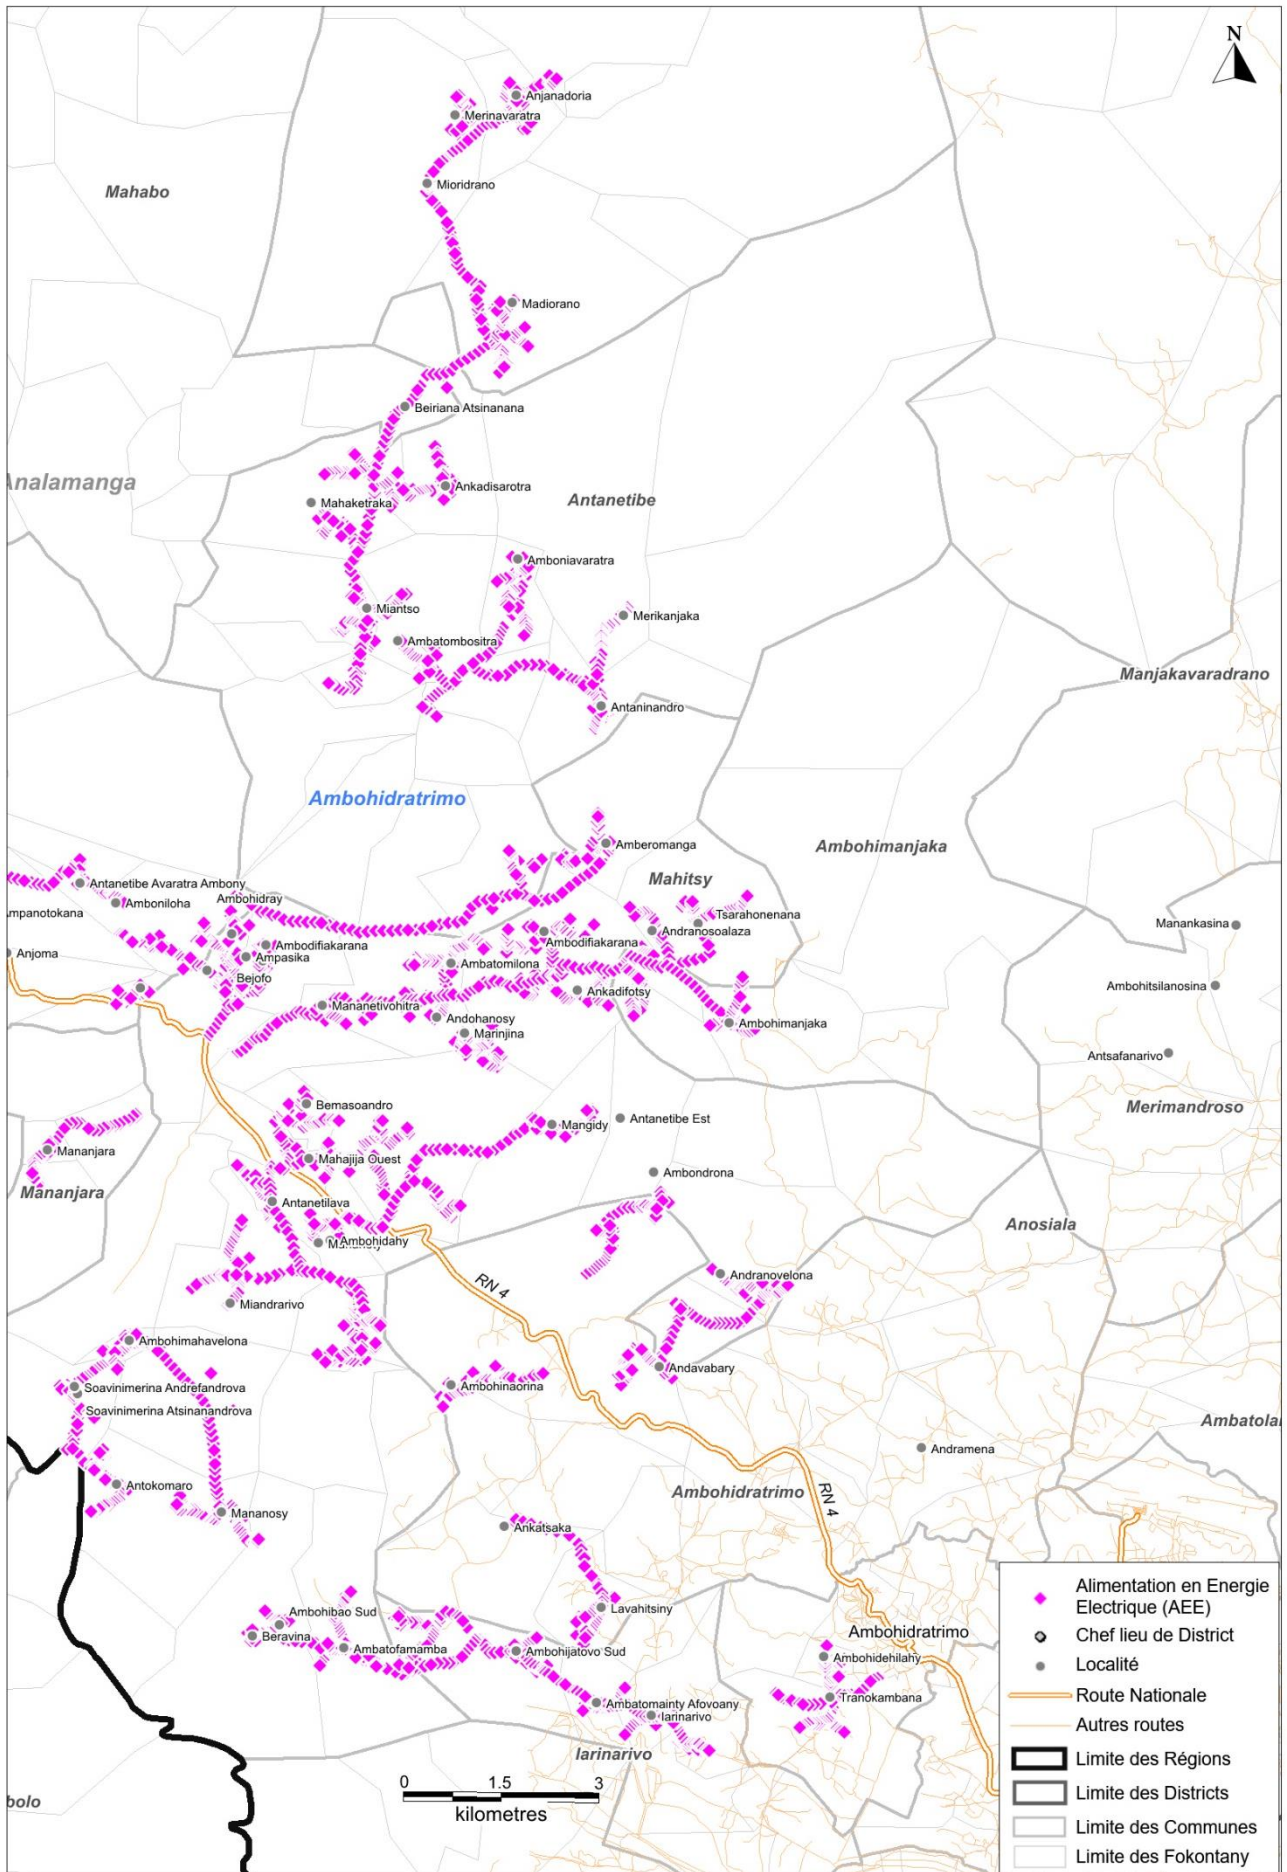 N
Anjanadoria
Merinavaratra
Mioridrano
Mahabo
Madiorano
Beiriana Atsinanana
Analamanga
Ankadisarotra
Mahaketraka
Antanetibe
Amboniavaratra
Miantso
Merikanjaka
Ambatombositra
Manjakavaradrano
Antaninandro
Ambohidratrimo
Amberomanga
Ambohimanjaka
Mahitsy
Antanetibe Avaratra Ambony
Amboniloha
Ambohidray
Ampanotokana
Tsarahonenana
Andranosoalaza
Manankasina
Anjoma
Ambodifiakarana
Ambodifiakarana
Ampasika
Ambatomilona
Bejofo
Ambohitsilanosina
Ankadifotsy
Mananetivohitra
Andohanosy
Ambohimanjaka
Marinjina
Antsafanarivo
Bemasoandro
Merimandroso
Mangidy
Antanetibe Est
Mananjara
Mahajija Ouest
Ambondrona
Mananjara
Antanetilava
Anosiala
Ambohidahy
RN 4
Andranovelona
Miandrarivo
Ambohimahavelona
Andavabary
Soavinimerina Andrefandrova
Ambohinaorina
Soavinimerina Atsinanandrova
Ambatolam
Andramena
Antokomaro
Ambohidratrimo
RN 4
Mananosy
Ankatsaka
Ambohibao Sud
Lavahitsiny
Beravina
Ambatofamamba
Ambohijatovo Sud
Ambohidratrimo
Ambohidehilahy
Tranokambana
Ambatomainty Afovoany
Iarinarivo
Iarinarivo
bolo
0 1.5 3
kilometres
Alimentation en Energie
Electrique (AEE)
Chef lieu de District
Localité
Route Nationale
Autres routes
Limite des Régions
Limite des Districts
Limite des Communes
Limite des Fokontany